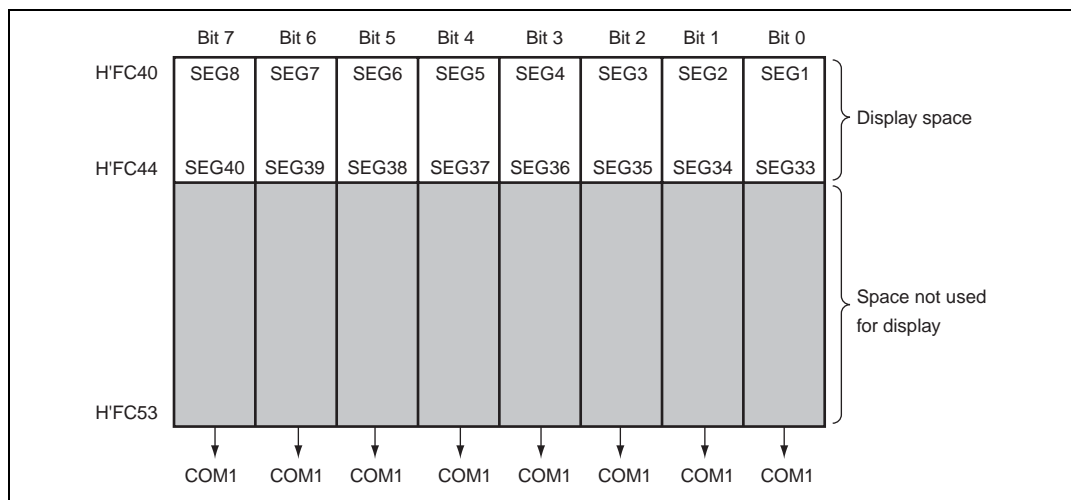 Bit 7 Bit 6 Bit 5 Bit 4 Bit 3 Bit 2 Bit 1 Bit 0
H'FC40 SEG8 SEG7 SEG6 SEG5 SEG4 SEG3 SEG2 SEG1
Display space
H'FC44 SEG40 SEG39 SEG38 SEG37 SEG36 SEG35 SEG34 SEG33
Space not used
for display
H'FC53
COM1 COM1 COM1 COM1 COM1 COM1 COM1 COM1